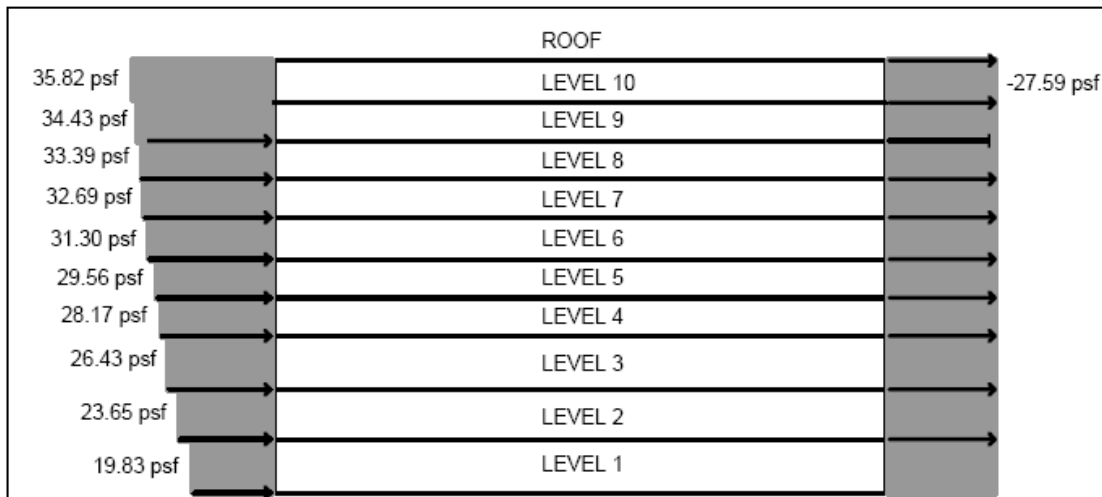 ROOF
35.82 psf LEVEL 10 -27.59 psf
34.43 psf LEVEL 9
33.39 psf LEVEL 8
32.69 psf LEVEL 7
31.30 psf LEVEL 6
29.56 psf LEVEL 5
28.17 psf LEVEL 4
26.43 psf LEVEL 3
23.65 psf LEVEL 2
19.83 psf LEVEL 1